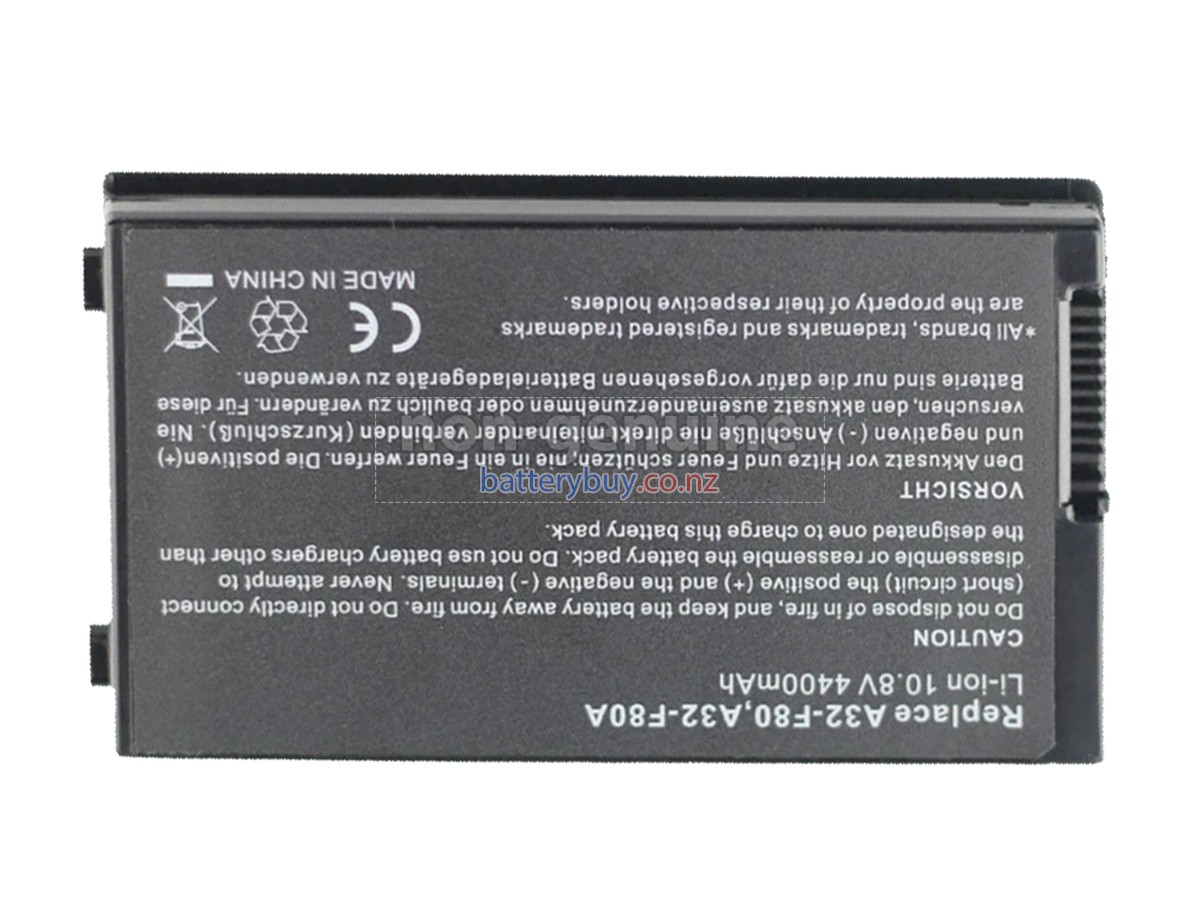 Replace A32-F80,A32-F80A
Li-ion 10.8V 4400mAh
CAUTION
Do not dispose of in fire, and keep the battery away from fire. Do not directly connect
(short circuit) the positive (+) and the negative (-) terminals. Never attempt to
disassemble or reassemble the battery pack. Do not use battery chargers other than
the designated one to charge this battery pack.
VORSICHT
Den Akkusatz vor Hitze und Feuer schützen, nie in ein Feuer werfen. Die positiven(+)
und negativen (-) Anschlüße nie direkt miteinander verbinden (Kurzschluß). Nie
versuchen, den akkusatz auseinanderzunehmen oder baulich zu verändern. Für diese
Batterie sind nur die dafür vorgesehenen Batterieladegeräte zu verwenden.
*All brands, trademarks and registered trademarks
are the property of their respective holders.
CE
MADE IN CHINA
non-genuine
batterybuy.co.nz